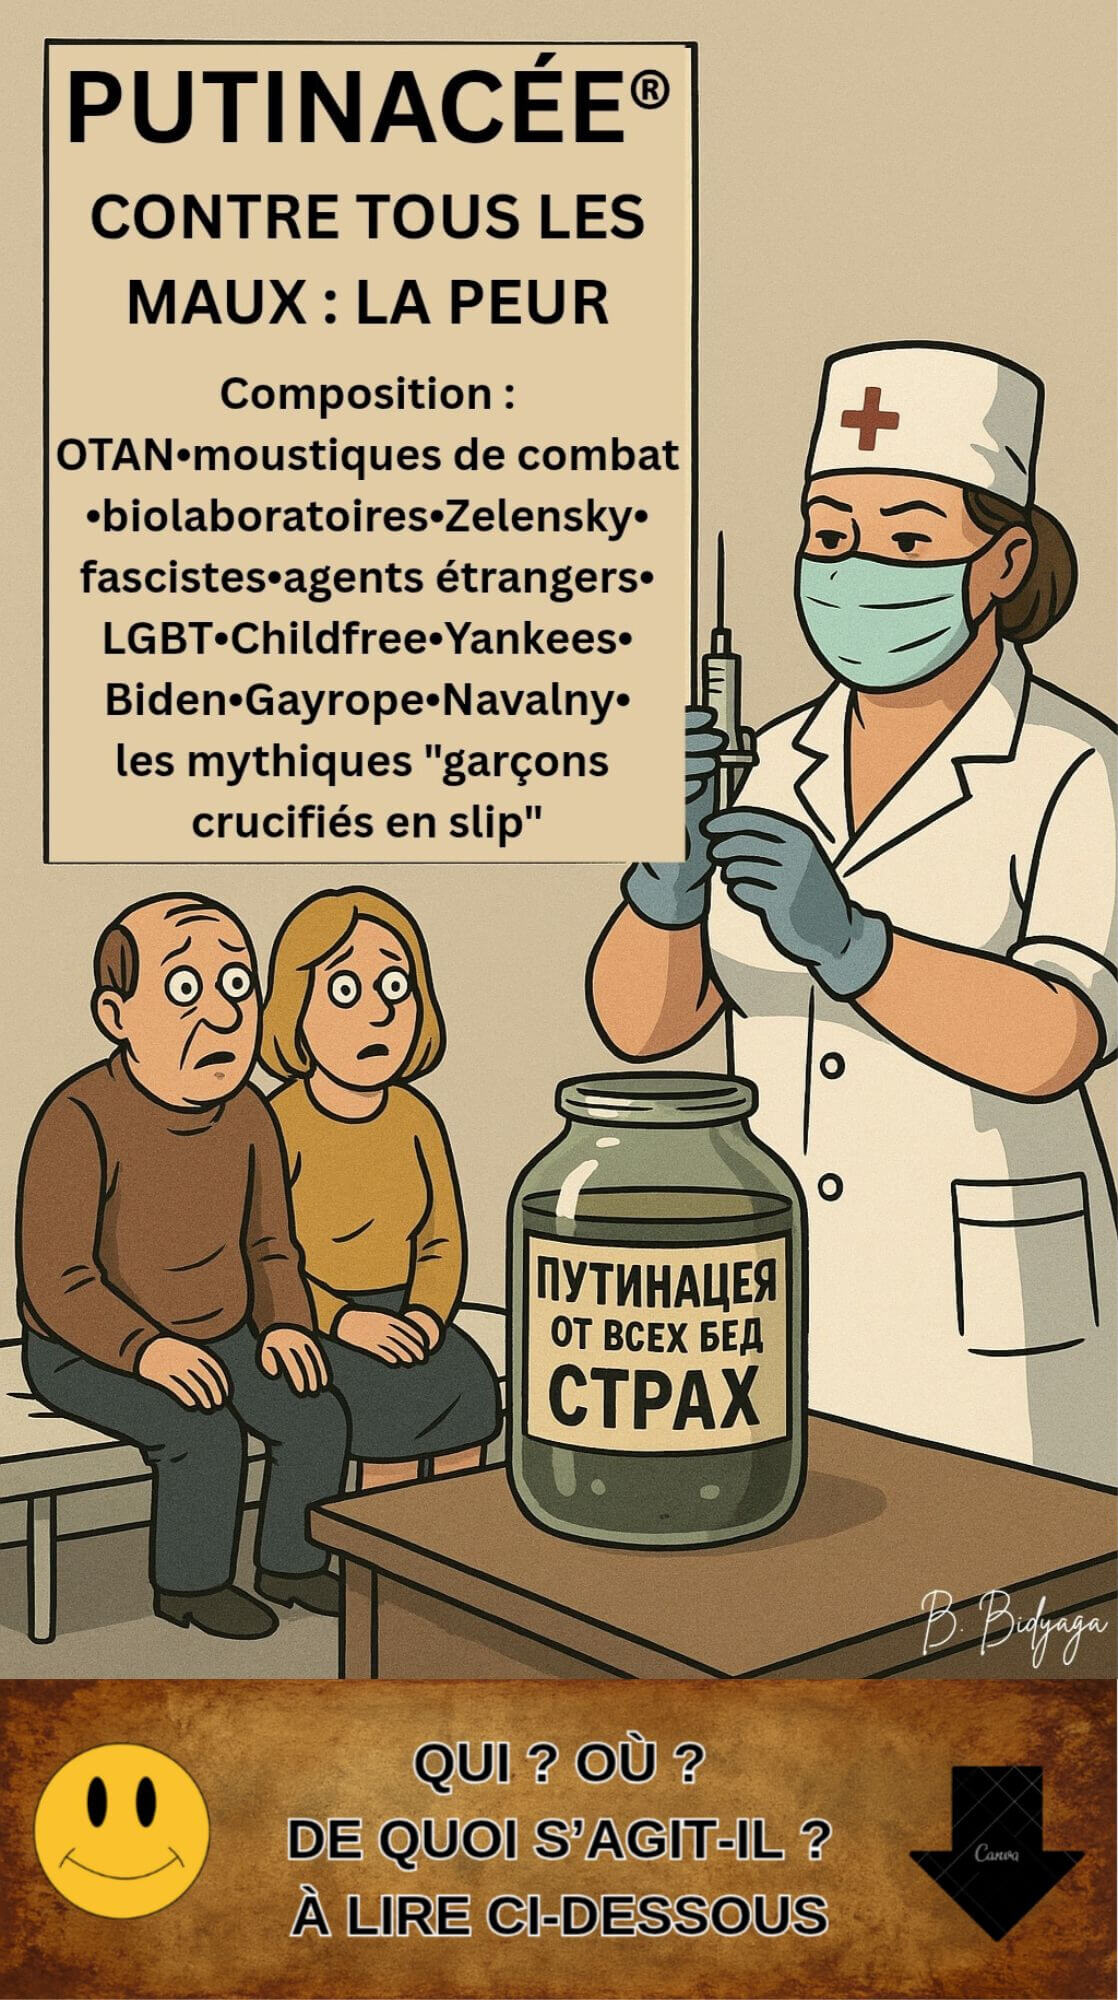 PUTINACÉE®
CONTRE TOUS LES
MAUX : LA PEUR
Composition :
OTAN•moustiques de combat
•biolaboratoires•Zelensky•
fascistes•agents étrangers•
LGBT•Childfree•Yankees•
Biden•Gayrope•Navalny•
les mythiques "garçons
crucifiés en slip"
ПУТИНАЦЕЯ
ОТ ВСЕХ БЕД
СТРАХ
B. Bidyaga
QUI ? OÙ ?
DE QUOI S’AGIT-IL ?
À LIRE CI-DESSOUS
Canva